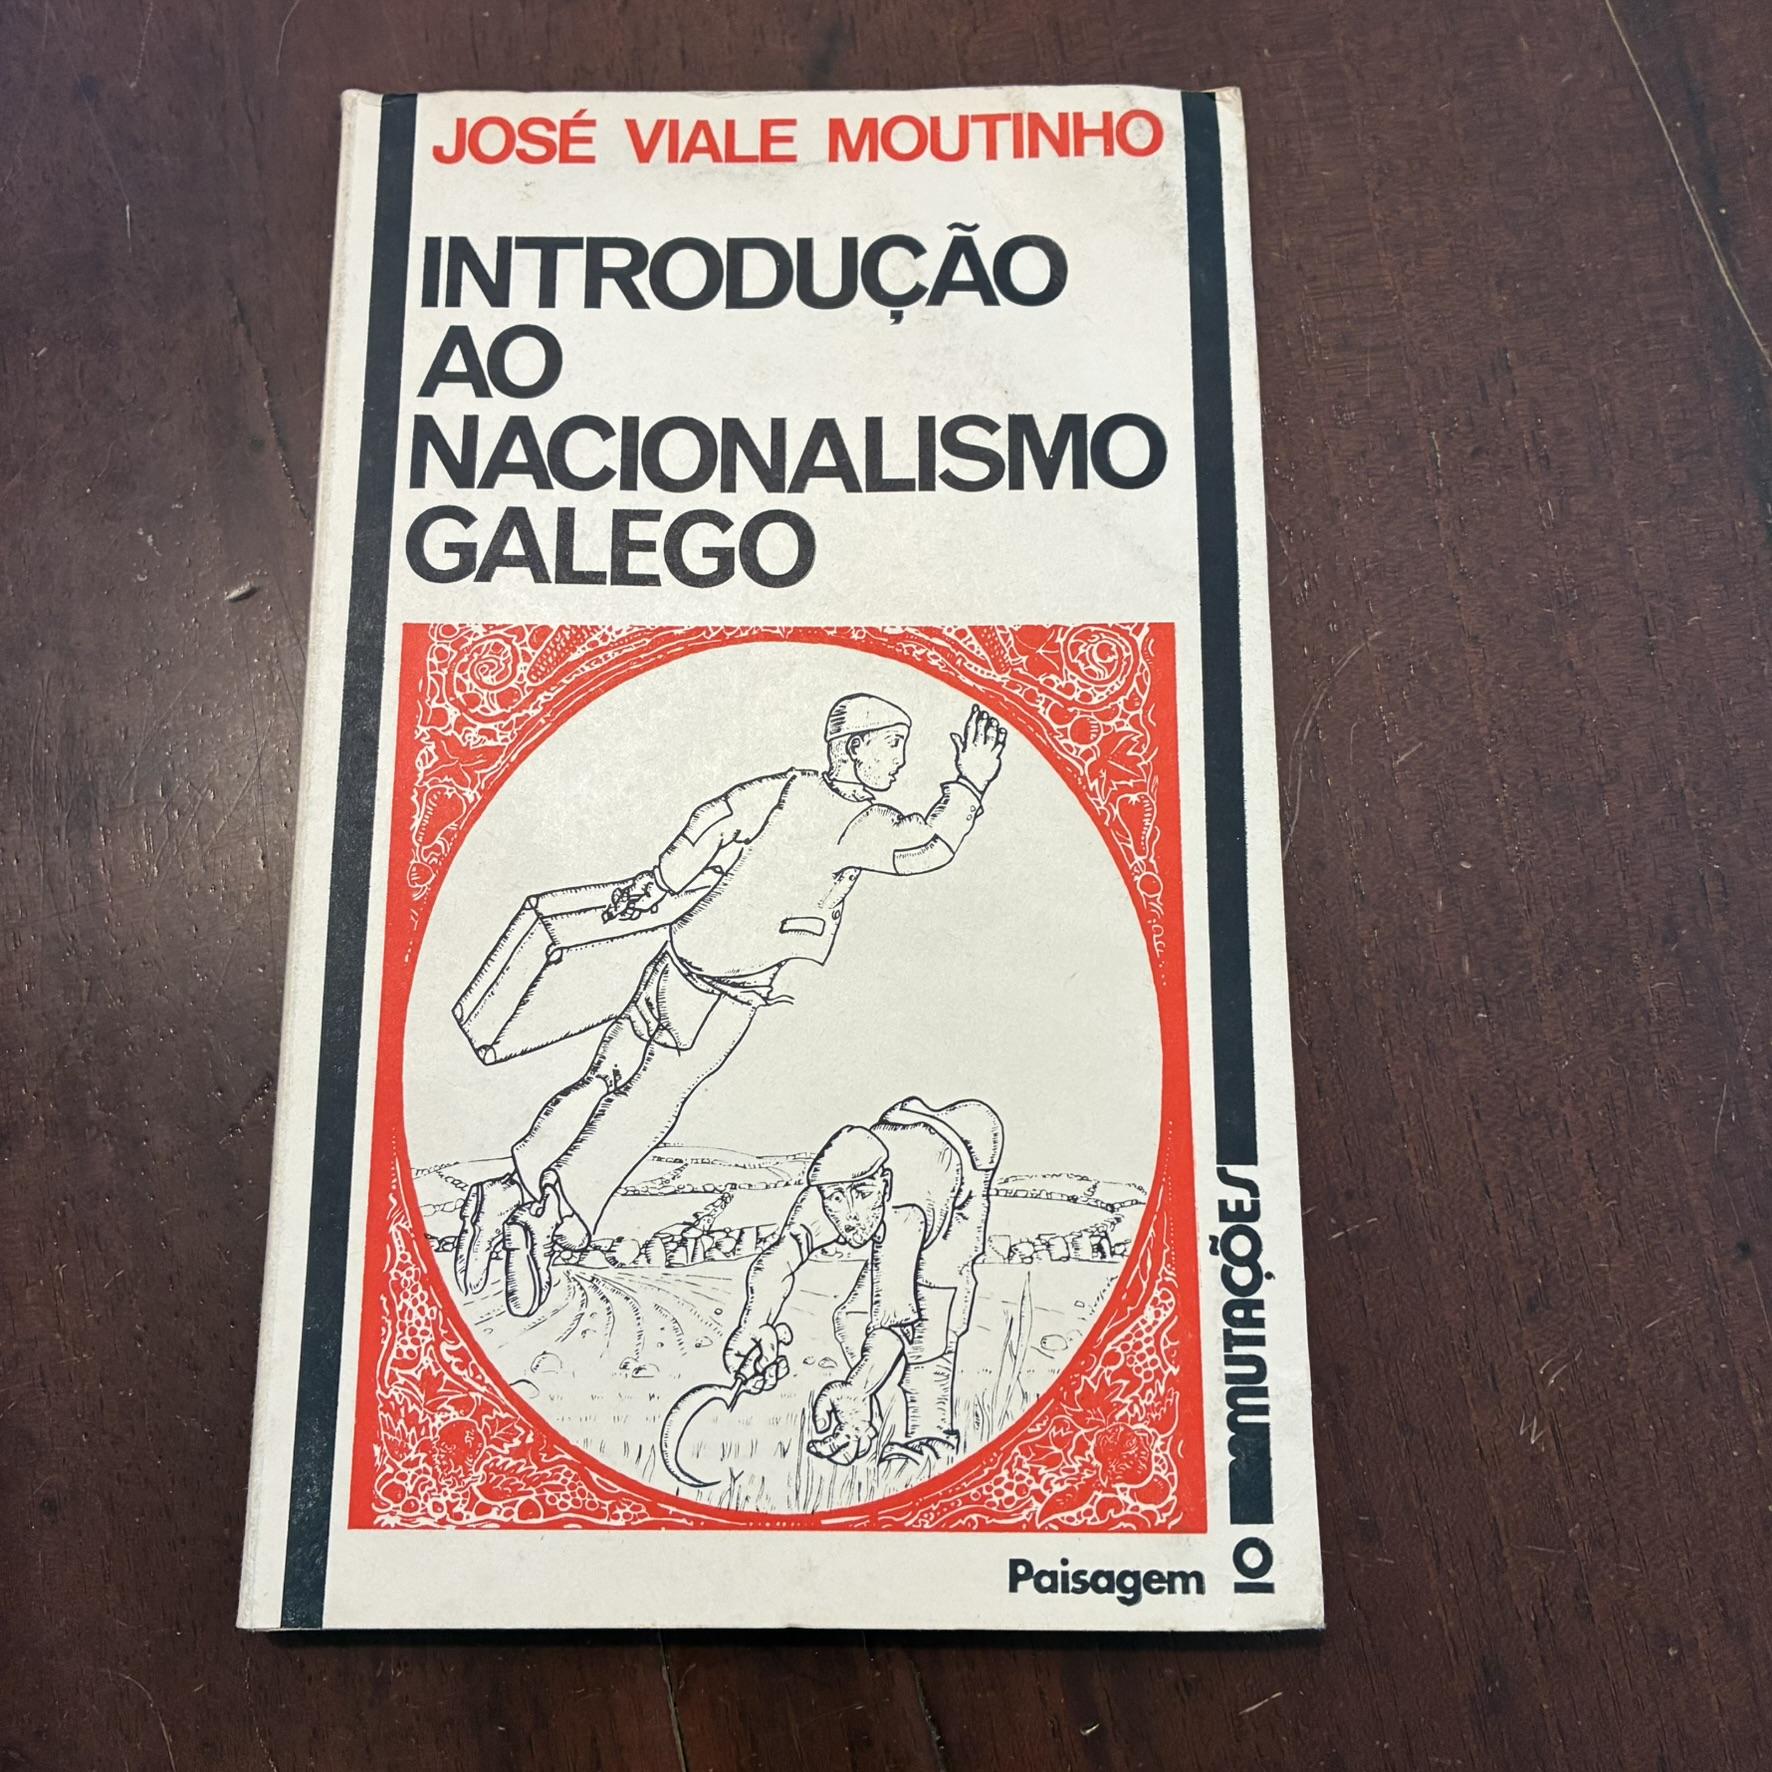 JOSÉ VIALE MOUTINHO
INTRODUÇÃO
AO
NACIONALISMO
GALEGO
Paisagem
10 MUTAÇÕES